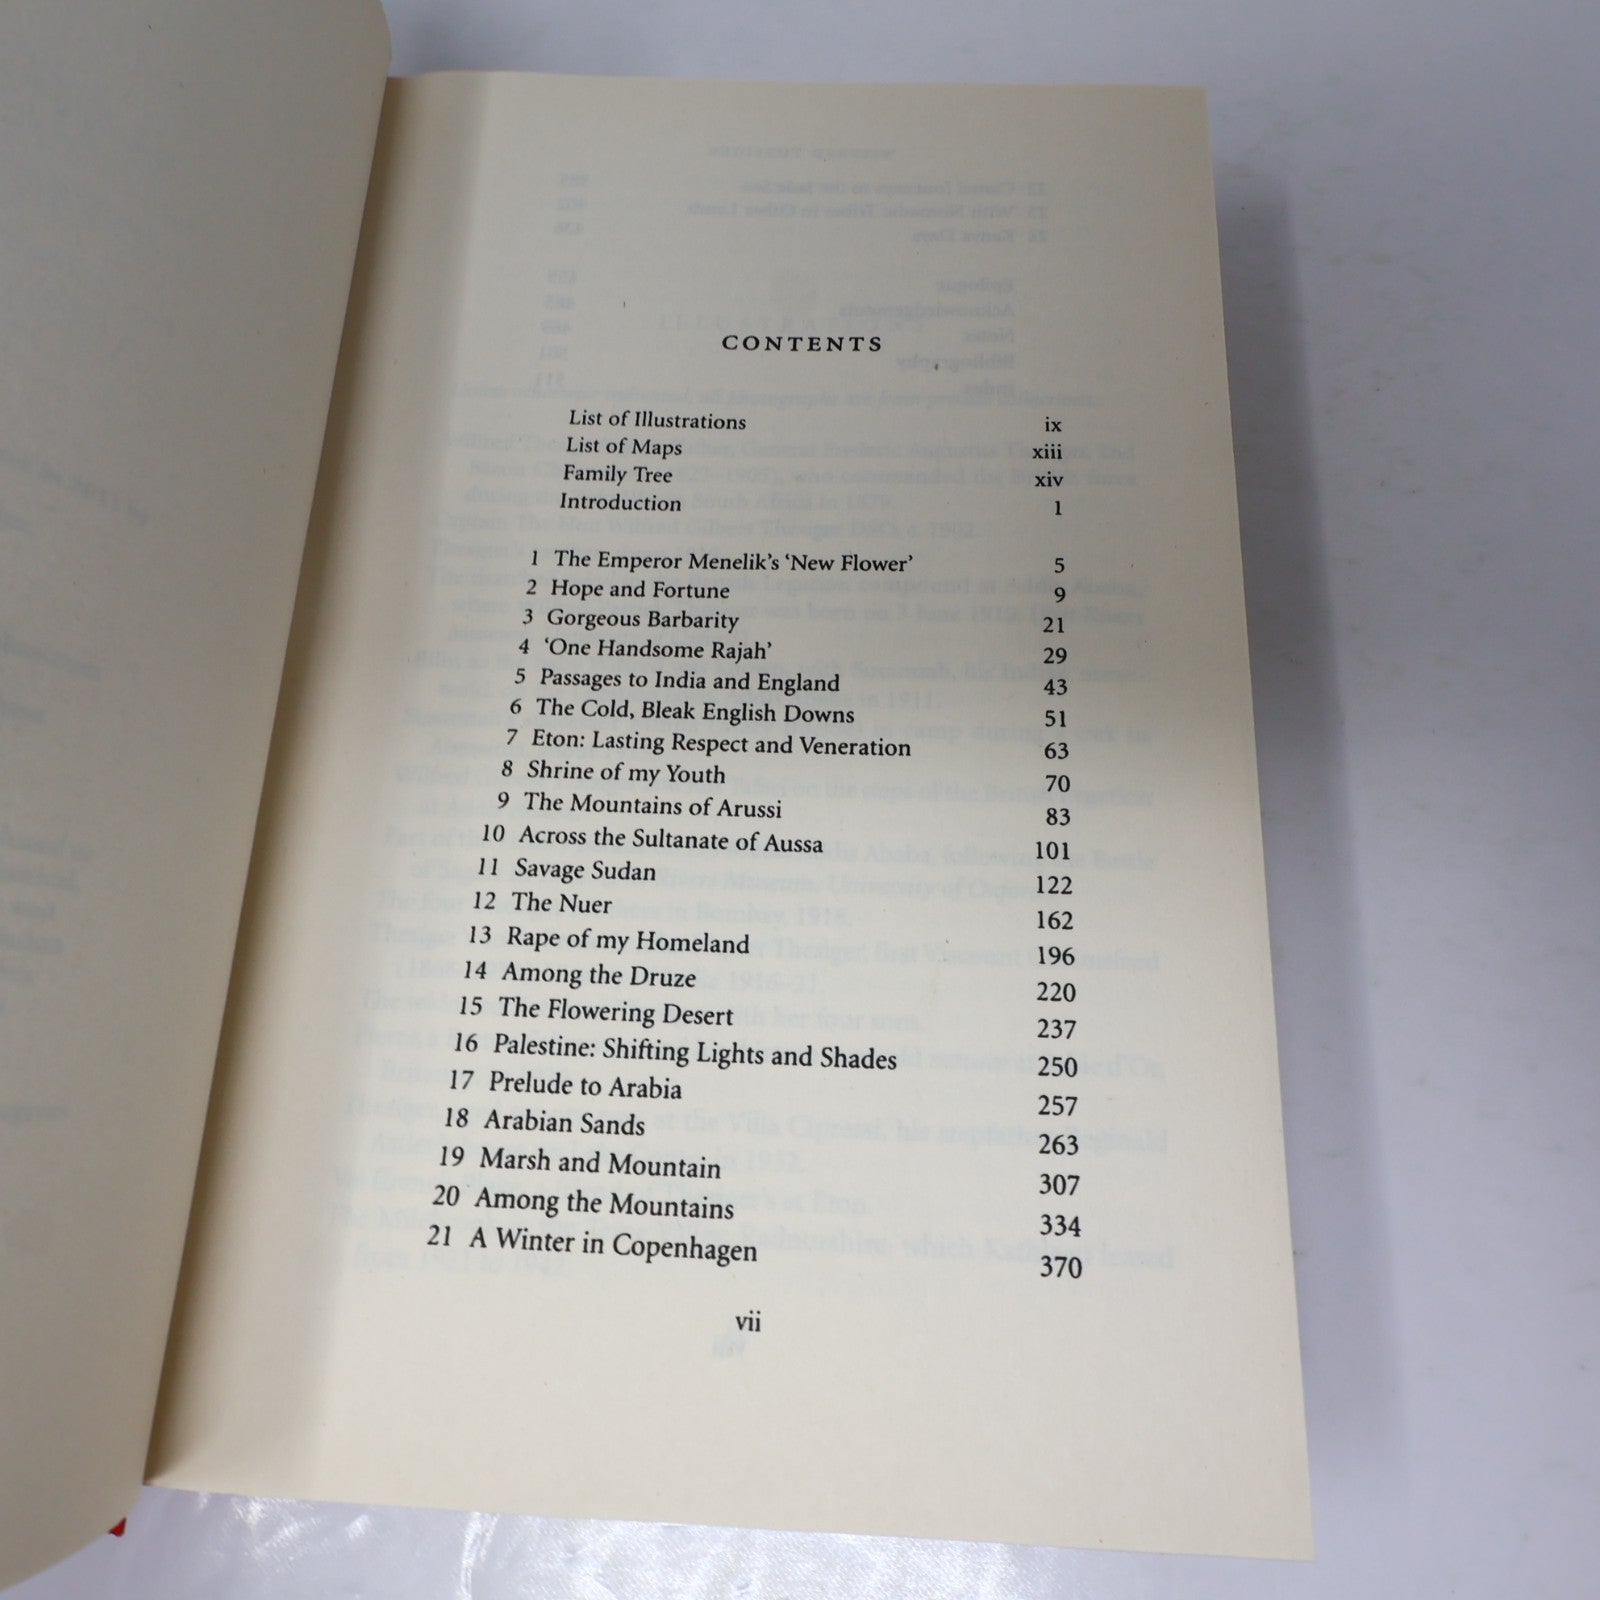 CONTENTS
List of Illustrations ix
List of Maps xiii
Family Tree xiv
Introduction 1
1 The Emperor Menelik's ‘New Flower’ 5
2 Hope and Fortune 9
3 Gorgeous Barbarity 21
4 ‘One Handsome Rajah’ 29
5 Passages to India and England 43
6 The Cold, Bleak English Downs 51
7 Eton: Lasting Respect and Veneration 63
8 Shrine of my Youth 70
9 The Mountains of Arussi 83
10 Across the Sultanate of Aussa 101
11 Savage Sudan 122
12 The Nuer 162
13 Rape of my Homeland 196
14 Among the Druze 220
15 The Flowering Desert 237
16 Palestine: Shifting Lights and Shades 250
17 Prelude to Arabia 257
18 Arabian Sands 263
19 Marsh and Mountain 307
20 Among the Mountains 334
21 A Winter in Copenhagen 370
vii